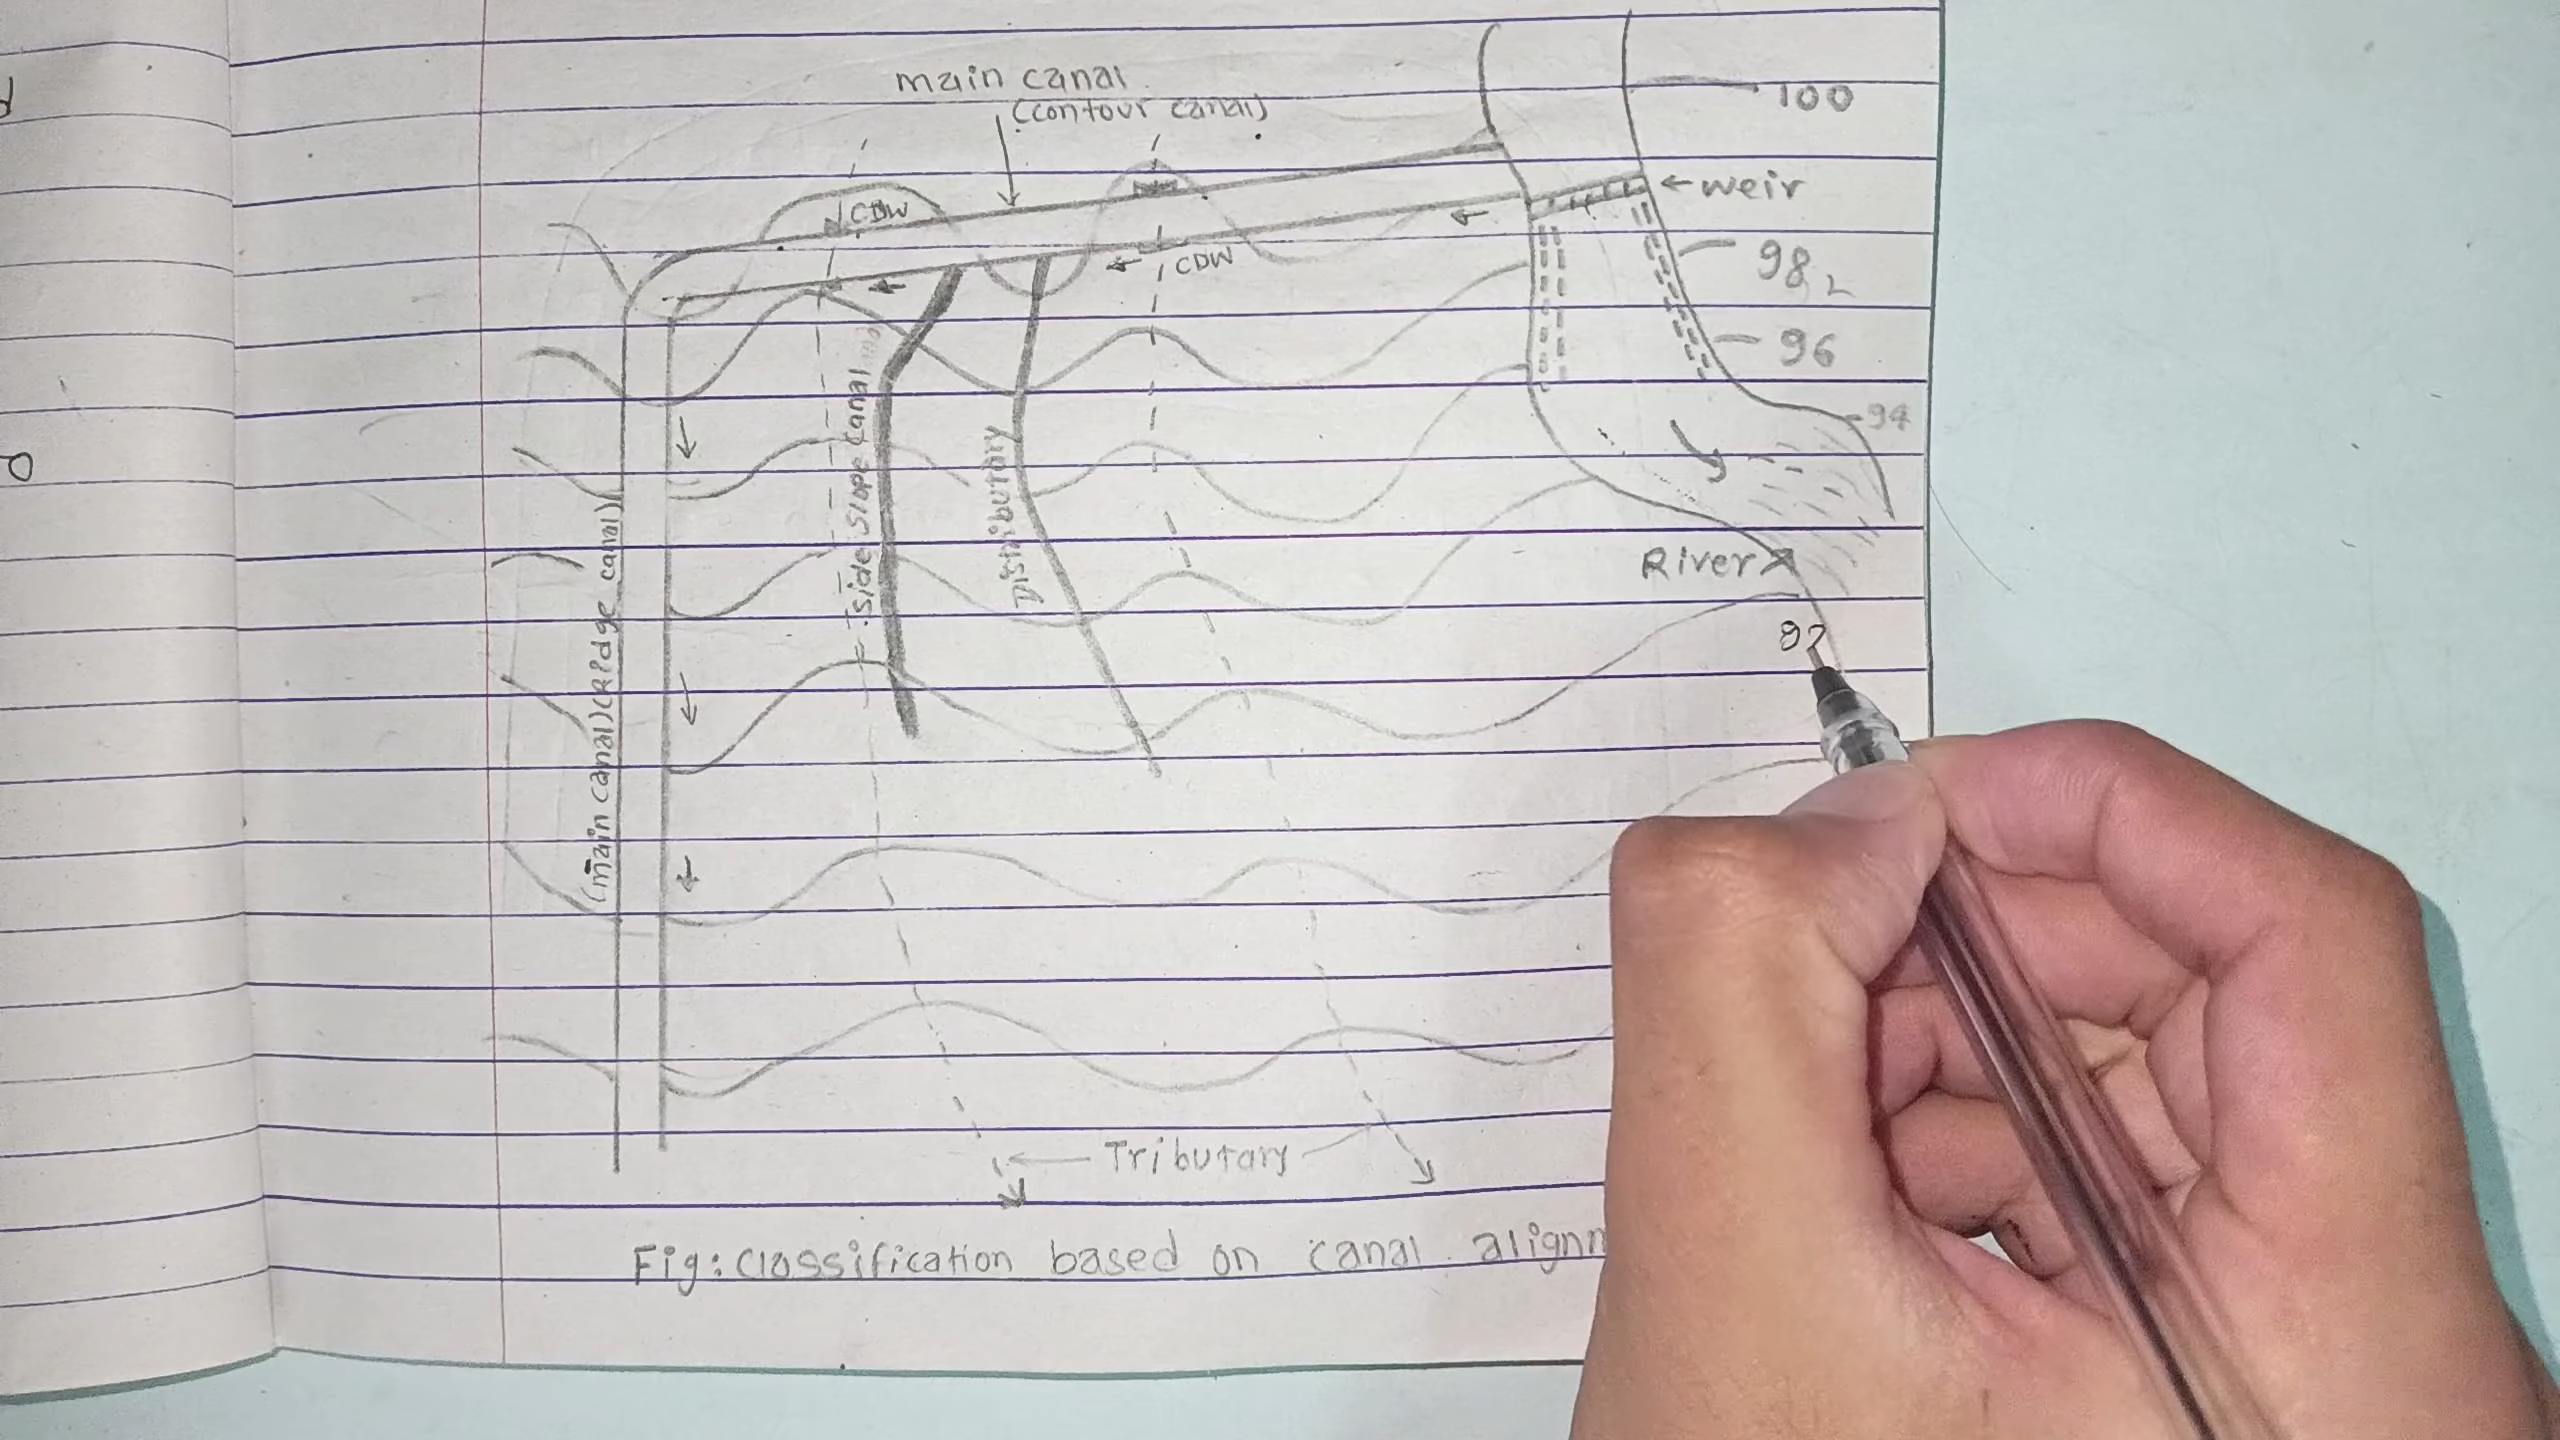 main canal
(contour canal)
100
weir
CDW
98
CDW
96
94
side slope canal
Distributary
River
92
(main canal)(Ridge canal)
Tributary
Fig: classification based on canal alignm